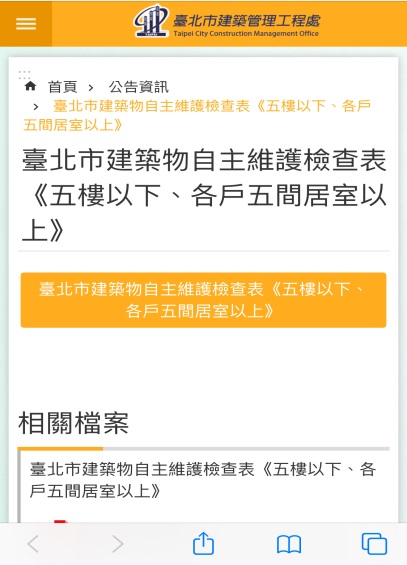 臺北市建築管理工程處
Taipei City Construction Management Office
:::
首頁 › 公告資訊
› 臺北市建築物自主維護檢查表《五樓以下、各戶
五間居室以上》
臺北市建築物自主維護檢查表
《五樓以下、各戶五間居室以
上》
臺北市建築物自主維護檢查表《五樓以下、
各戶五間居室以上》
相關檔案
臺北市建築物自主維護檢查表《五樓以下、各
戶五間居室以上》